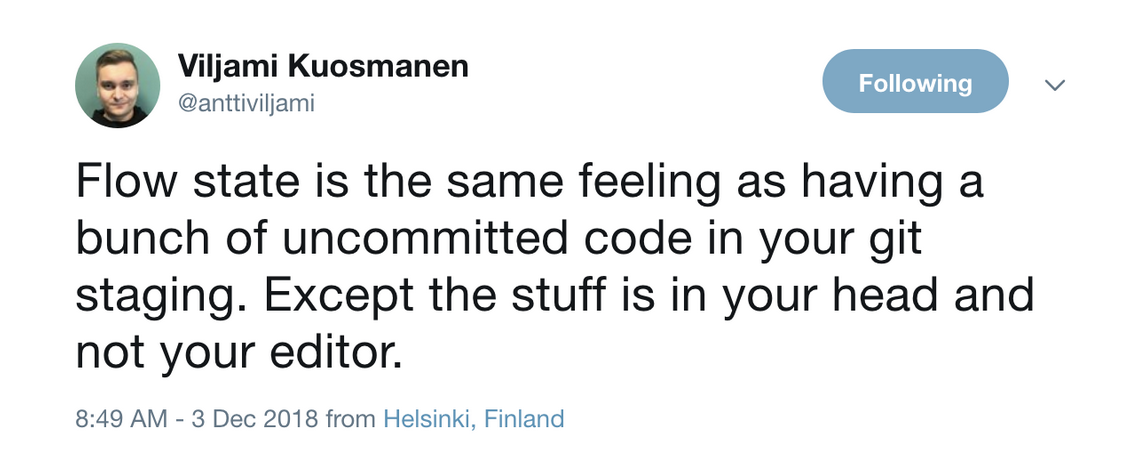 Viljami Kuosmanen
@anttiviljami
Following
Flow state is the same feeling as having a
bunch of uncommitted code in your git
staging. Except the stuff is in your head and
not your editor.
8:49 AM - 3 Dec 2018 from Helsinki, Finland